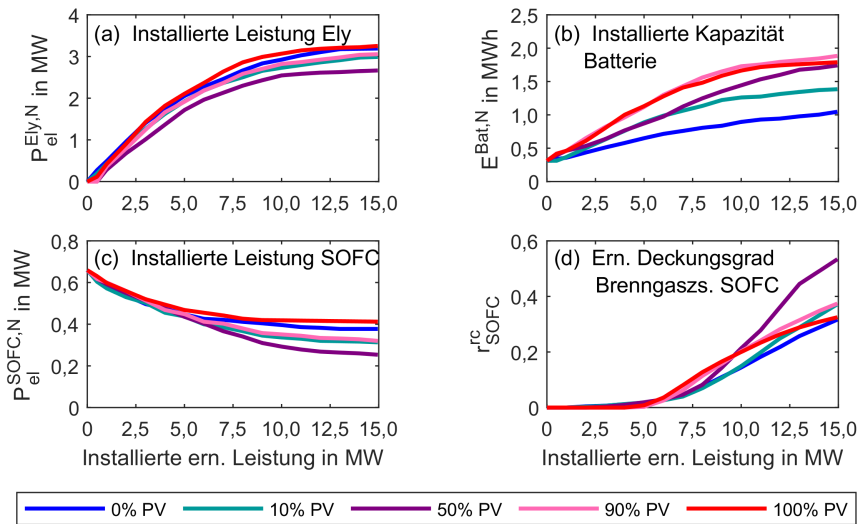 (a) Installierte Leistung Ely
P_el^Ely,N in MW
4
3
2
1
0
0 2,5 5,0 7,5 10,0 12,5 15,0
(b) Installierte Kapazität
Batterie
E^Bat,N in MWh
2,5
2,0
1,5
1,0
0,5
0
0 2,5 5,0 7,5 10,0 12,5 15,0
(c) Installierte Leistung SOFC
P_el^SOFC,N in MW
0,8
0,6
0,4
0,2
0
0 2,5 5,0 7,5 10,0 12,5 15,0
Installierte ern. Leistung in MW
(d) Ern. Deckungsgrad
Brenngaszs. SOFC
r_SOFC^rc
0,6
0,4
0,2
0
0 2,5 5,0 7,5 10,0 12,5 15,0
Installierte ern. Leistung in MW
0% PV 10% PV 50% PV 90% PV 100% PV